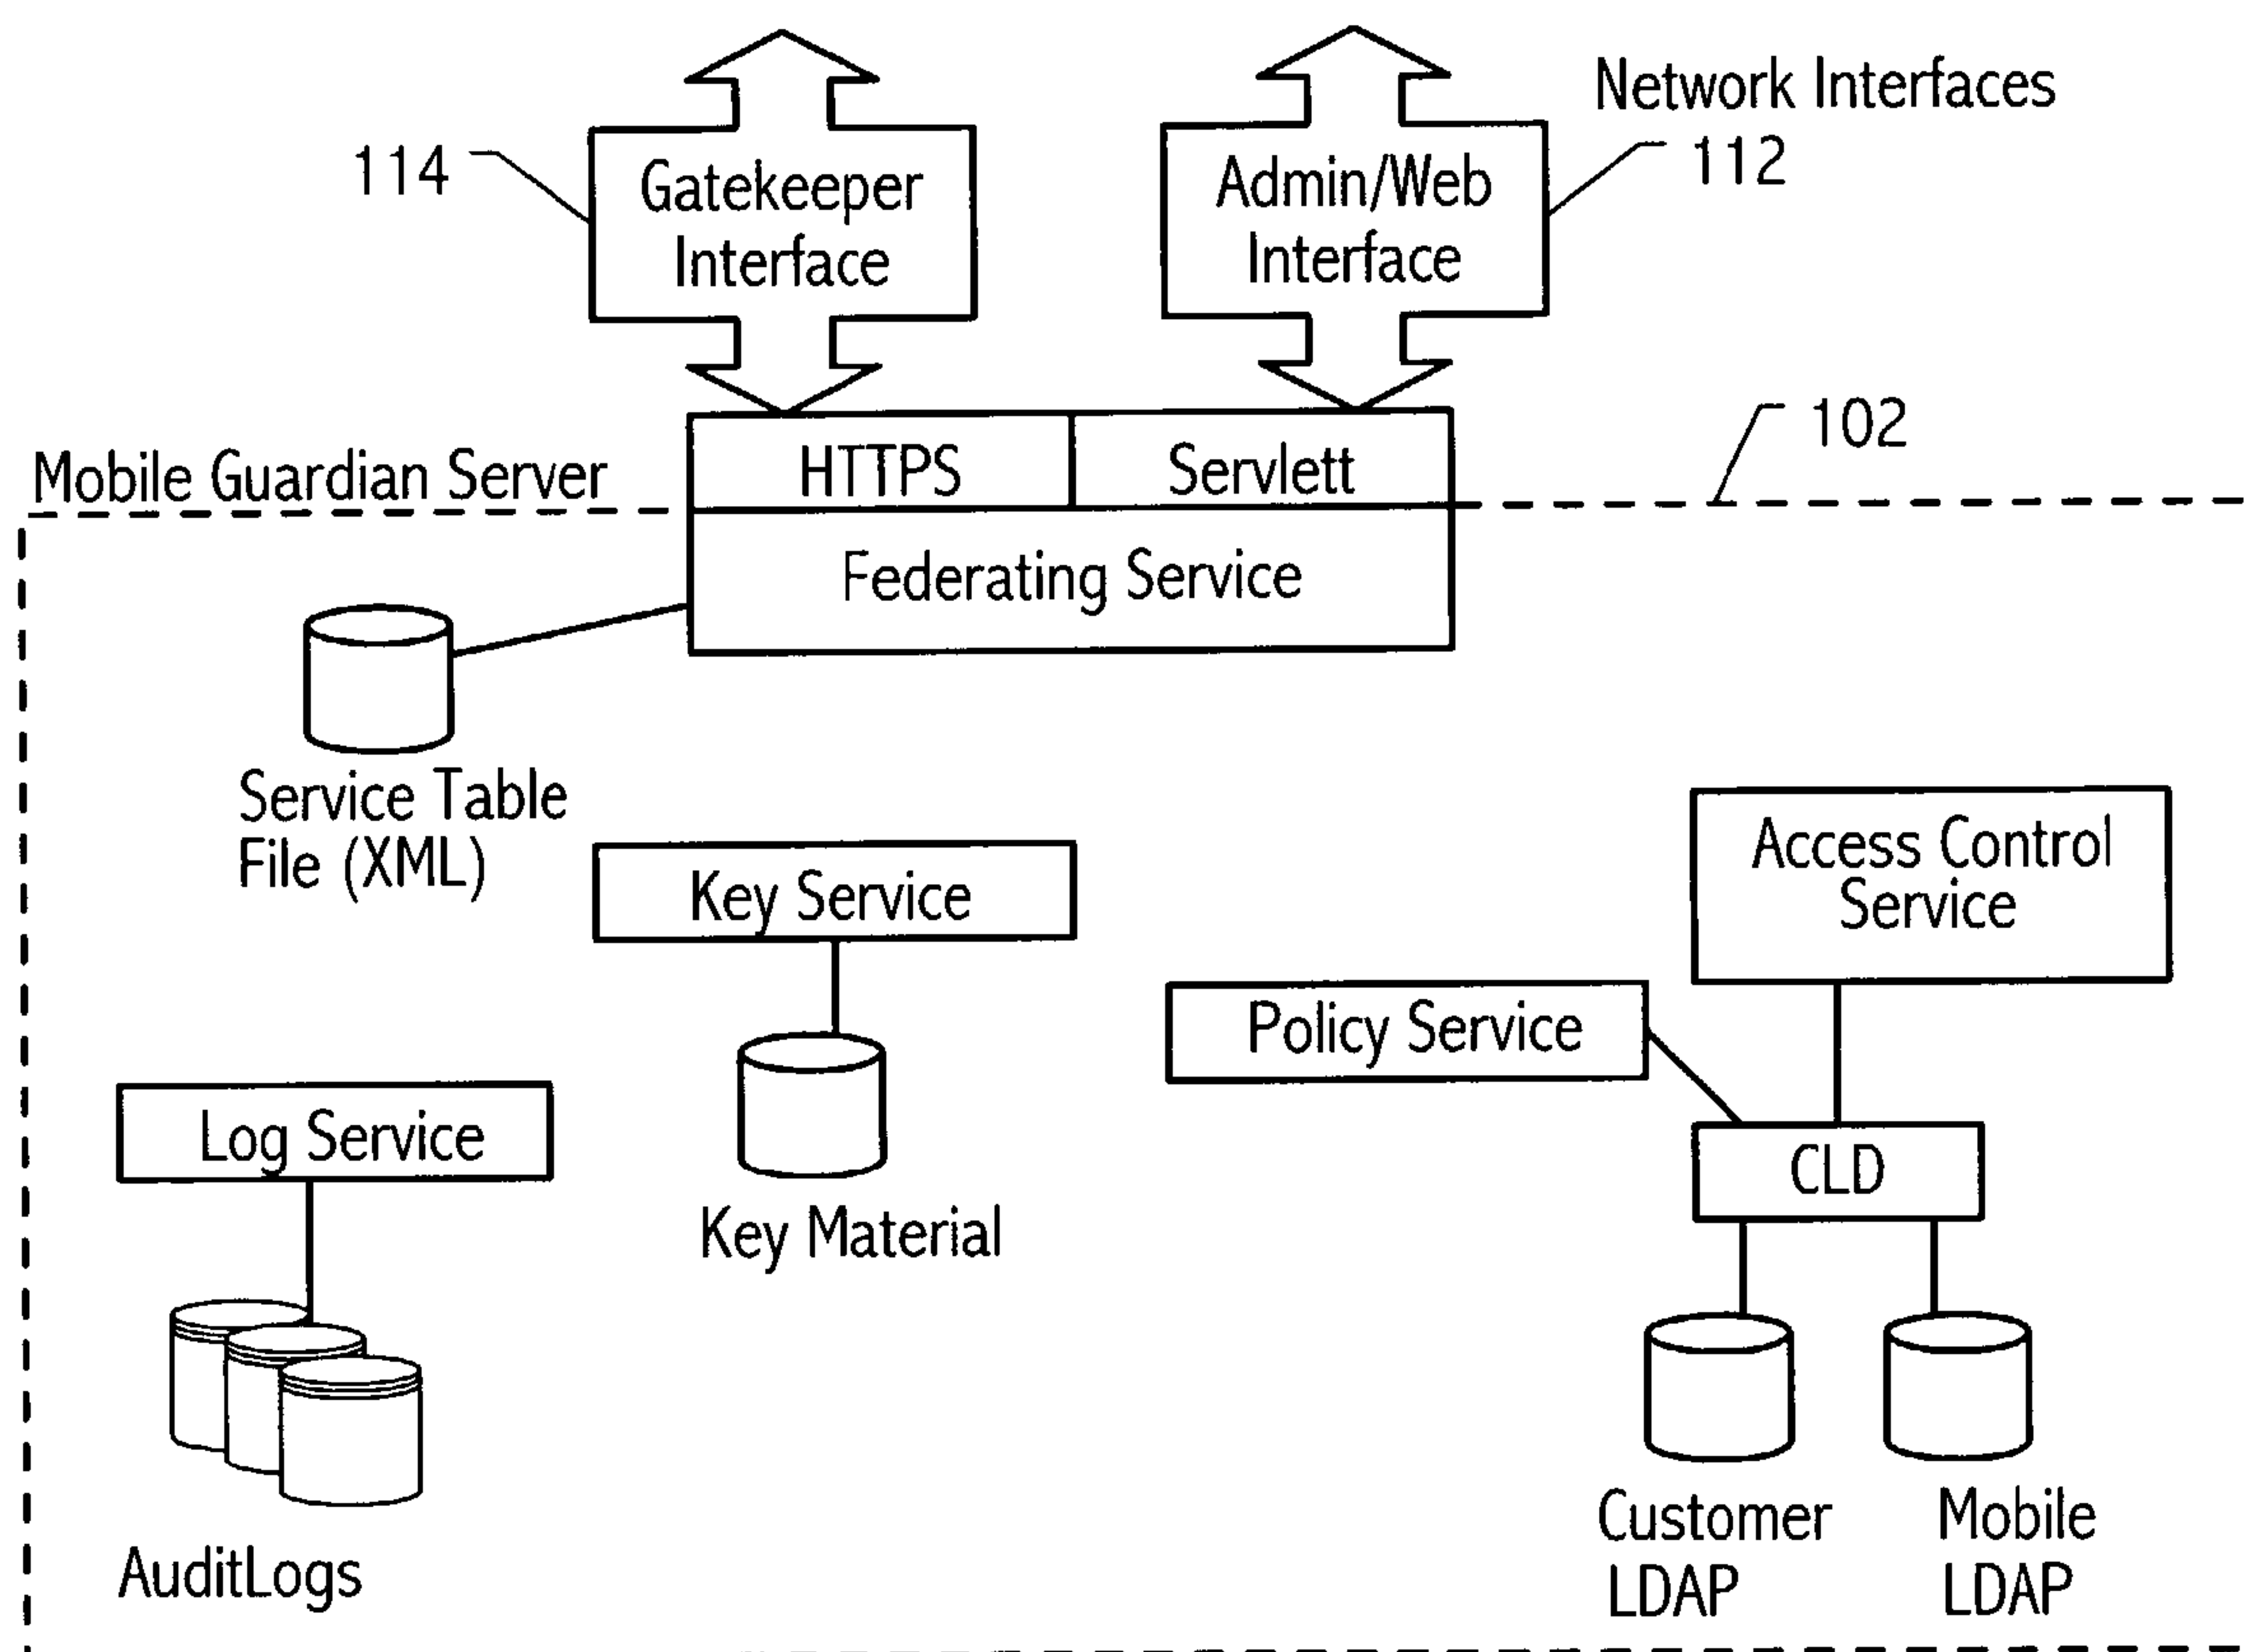 Network Interfaces
114
Gatekeeper
Interface
Admin/Web
Interface
112
102
Mobile Guardian Server
HTTPS
Servlett
Federating Service
Service Table
File (XML)
Key Service
Access Control
Service
Policy Service
Log Service
CLD
Key Material
AuditLogs
Customer
LDAP
Mobile
LDAP